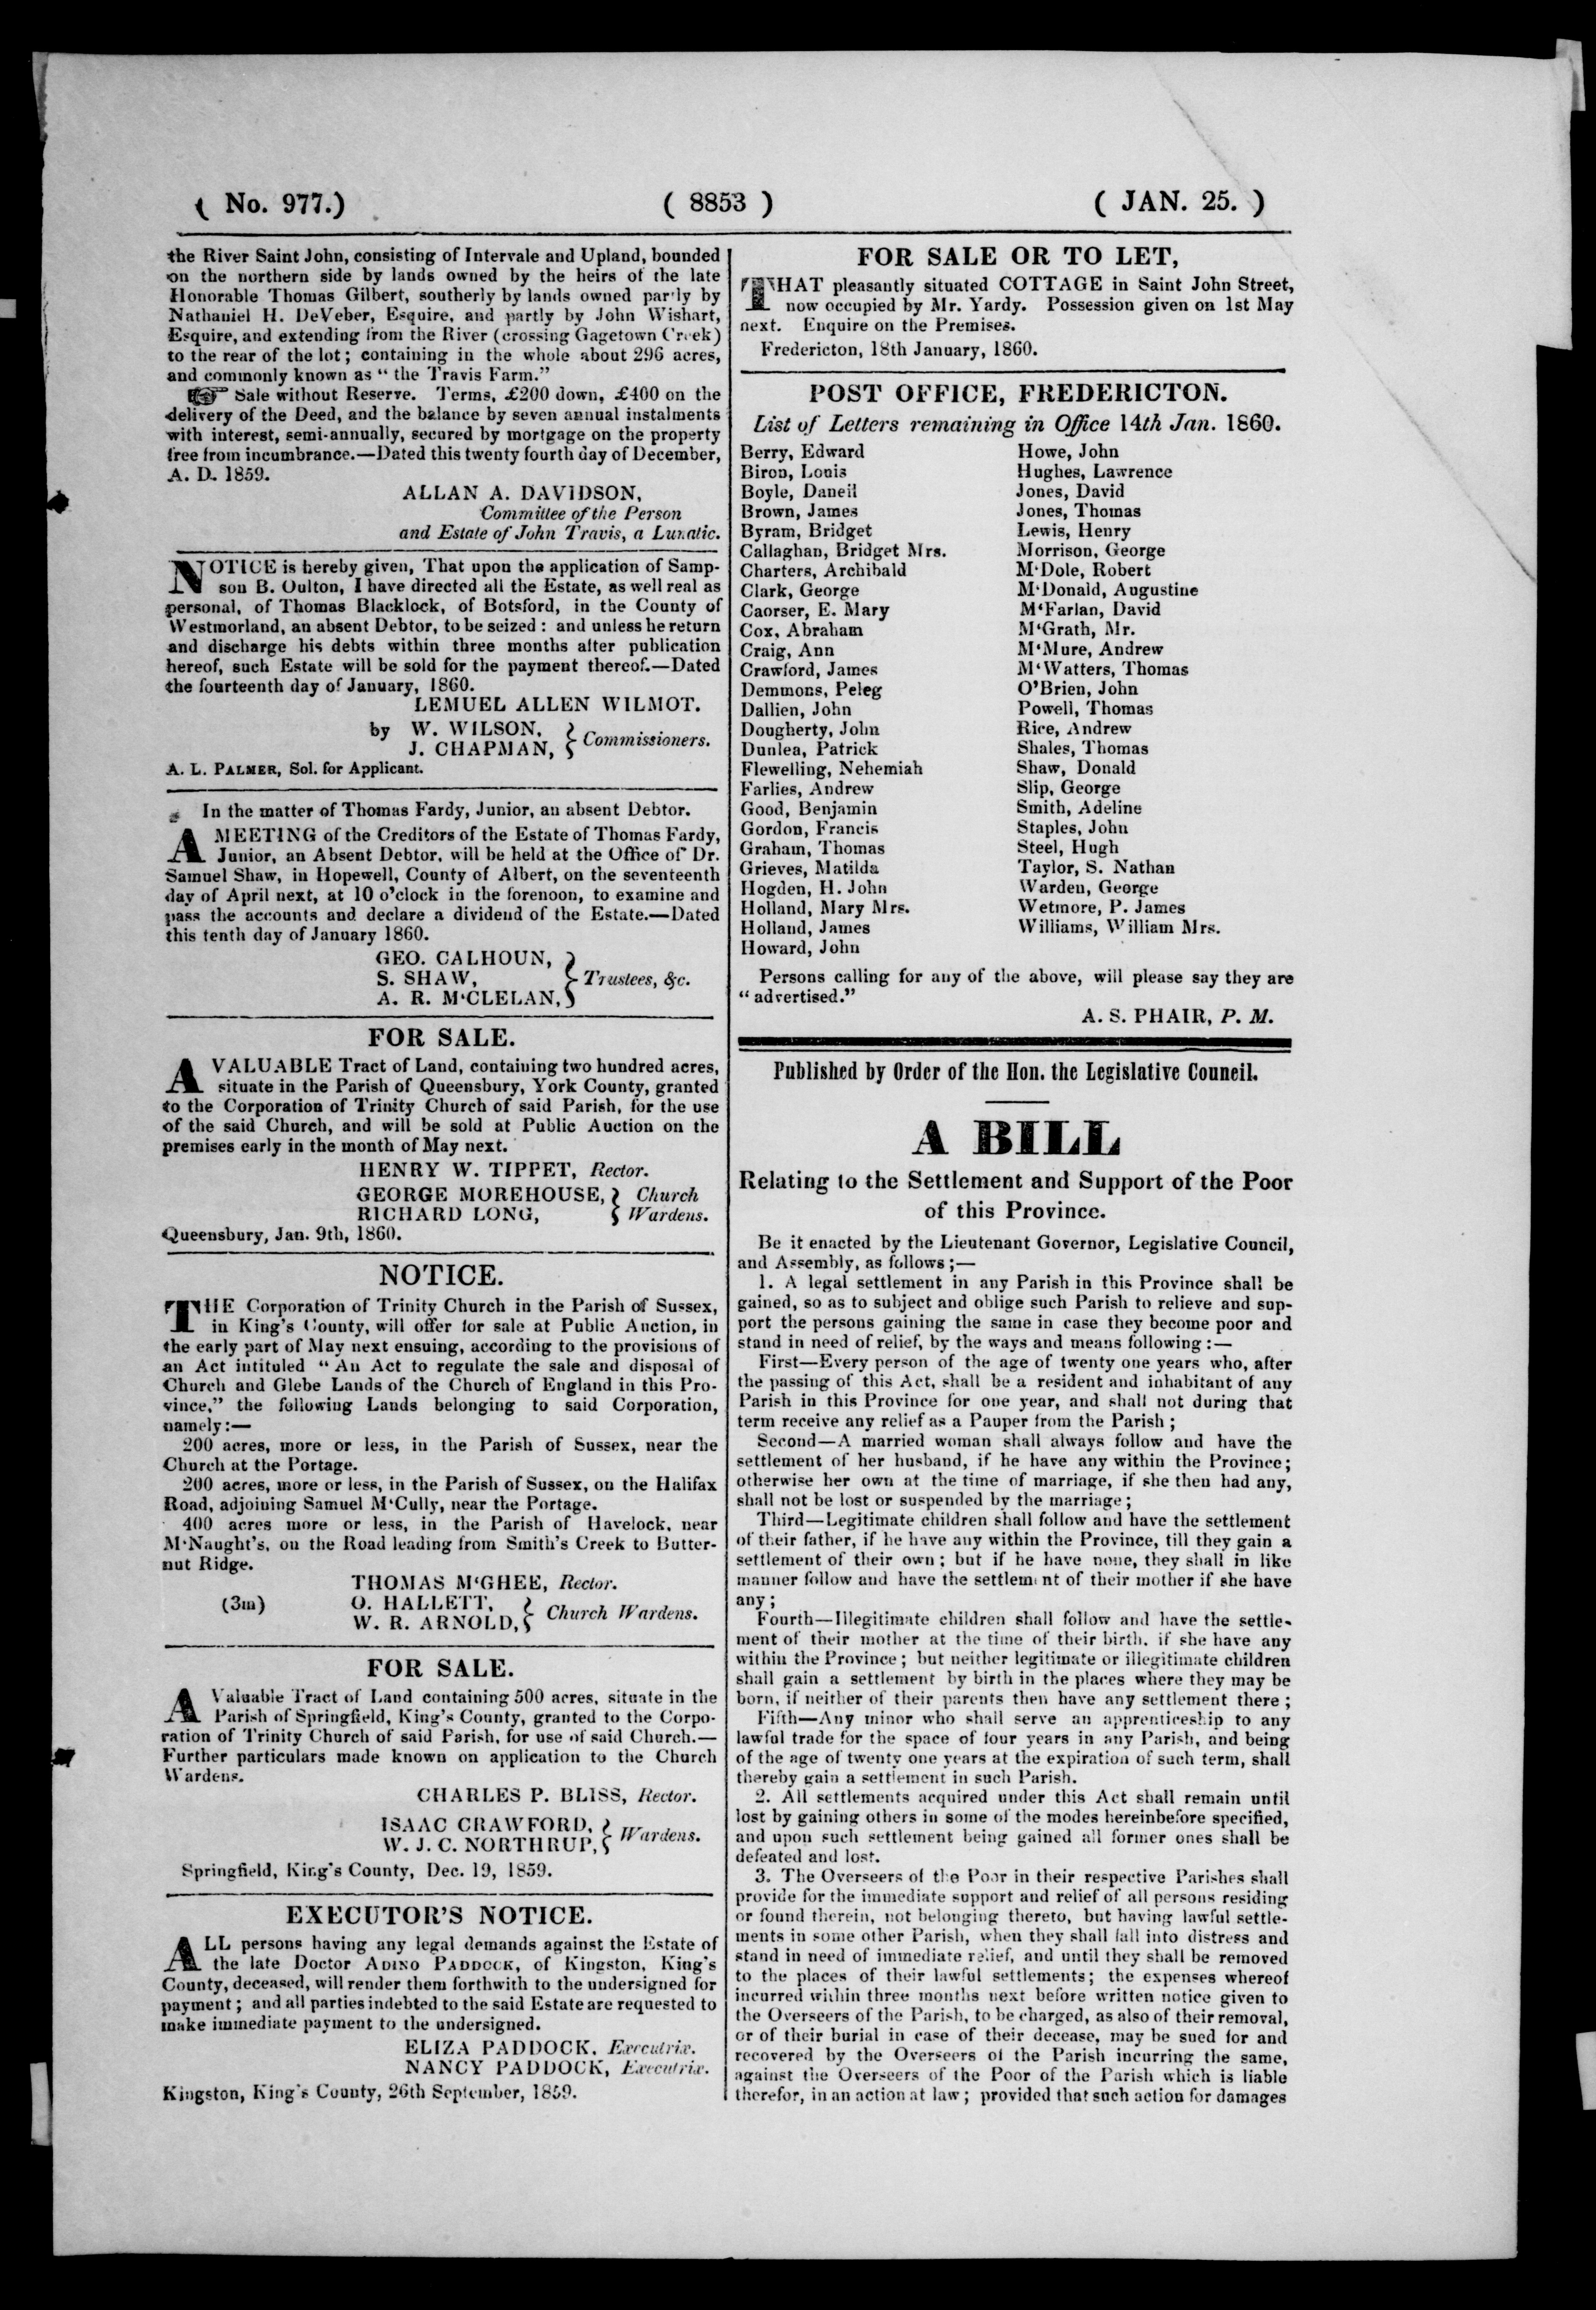 ( No. 977.)
( 8853 )
( JAN. 25. )
the River Saint John, consisting of Intervale and Upland, bounded
on the northern side by lands owned by the heirs of the late
Honorable Thomas Gilbert, southerly by lands owned partly by
Nathaniel H. DeVeber, Esquire, and partly by John Wishart,
Esquire, and extending from the River (crossing Gagetown Creek)
to the rear of the lot; containing in the whole about 296 acres,
and commonly known as "the Travis Farm."
☞ Sale without Reserve. Terms, £200 down, £400 on the
delivery of the Deed, and the balance by seven annual instalments
with interest, semi-annually, secured by mortgage on the property
free from incumbrance.—Dated this twenty fourth day of December,
A. D. 1859.
ALLAN A. DAVIDSON,
Committee of the Person
and Estate of John Travis, a Lunatic.
NOTICE is hereby given, That upon the application of Samp-
son B. Oulton, I have directed all the Estate, as well real as
personal, of Thomas Blacklock, of Botsford, in the County of
Westmorland, an absent Debtor, to be seized: and unless he return
and discharge his debts within three months after publication
hereof, such Estate will be sold for the payment thereof.—Dated
the fourteenth day of January, 1860.
LEMUEL ALLEN WILMOT.
by W. WILSON,
J. CHAPMAN, } Commissioners.
A. L. PALMER, Sol. for Applicant.
In the matter of Thomas Fardy, Junior, an absent Debtor.
A MEETING of the Creditors of the Estate of Thomas Fardy,
Junior, an Absent Debtor, will be held at the Office of Dr.
Samuel Shaw, in Hopewell, County of Albert, on the seventeenth
day of April next, at 10 o'clock in the forenoon, to examine and
pass the accounts and declare a dividend of the Estate.—Dated
this tenth day of January 1860.
GEO. CALHOUN,
S. SHAW, } Trustees, &c.
A. R. M'CLELAN,
FOR SALE.
A VALUABLE Tract of Land, containing two hundred acres,
situate in the Parish of Queensbury, York County, granted
to the Corporation of Trinity Church of said Parish, for the use
of the said Church, and will be sold at Public Auction on the
premises early in the month of May next.
HENRY W. TIPPET, Rector.
GEORGE MOREHOUSE, } Church
RICHARD LONG, } Wardens.
Queensbury, Jan. 9th, 1860.
NOTICE.
THE Corporation of Trinity Church in the Parish of Sussex,
in King's County, will offer for sale at Public Auction, in
the early part of May next ensuing, according to the provisions of
an Act intituled "An Act to regulate the sale and disposal of
Church and Glebe Lands of the Church of England in this Pro-
vince," the following Lands belonging to said Corporation,
namely:—
200 acres, more or less, in the Parish of Sussex, near the
Church at the Portage.
200 acres, more or less, in the Parish of Sussex, on the Halifax
Road, adjoining Samuel M'Cully, near the Portage.
400 acres more or less, in the Parish of Havelock, near
M'Naught's, on the Road leading from Smith's Creek to Butter-
nut Ridge.
THOMAS M'GHEE, Rector.
(3m) O. HALLETT,
W. R. ARNOLD, } Church Wardens.
FOR SALE.
A Valuable Tract of Land containing 500 acres, situate in the
Parish of Springfield, King's County, granted to the Corpo-
ration of Trinity Church of said Parish, for use of said Church.—
Further particulars made known on application to the Church
Wardens.
CHARLES P. BLISS, Rector.
ISAAC CRAWFORD,
W. J. C. NORTHRUP, } Wardens.
Springfield, King's County, Dec. 19, 1859.
EXECUTOR'S NOTICE.
ALL persons having any legal demands against the Estate of
the late Doctor ADINO PADDOCK, of Kingston, King's
County, deceased, will render them forthwith to the undersigned for
payment; and all parties indebted to the said Estate are requested to
make immediate payment to the undersigned.
ELIZA PADDOCK, Executrix.
NANCY PADDOCK, Executrix.
Kingston, King's County, 26th September, 1859.
FOR SALE OR TO LET,
THAT pleasantly situated COTTAGE in Saint John Street,
now occupied by Mr. Yardy. Possession given on 1st May
next. Enquire on the Premises.
Fredericton, 18th January, 1860.
POST OFFICE, FREDERICTON.
List of Letters remaining in Office 14th Jan. 1860.
Berry, Edward
Biron, Louis
Boyle, Daneil
Brown, James
Byram, Bridget
Callaghan, Bridget Mrs.
Charters, Archibald
Clark, George
Caorser, E. Mary
Cox, Abraham
Craig, Ann
Crawford, James
Demmons, Peleg
Dallien, John
Dougherty, John
Dunlea, Patrick
Flewelling, Nehemiah
Farlies, Andrew
Good, Benjamin
Gordon, Francis
Graham, Thomas
Grieves, Matilda
Hogden, H. John
Holland, Mary Mrs.
Holland, James
Howard, John
Howe, John
Hughes, Lawrence
Jones, David
Jones, Thomas
Lewis, Henry
Morrison, George
M'Dole, Robert
M'Donald, Augustine
M'Farlan, David
M'Grath, Mr.
M'Mure, Andrew
M'Watters, Thomas
O'Brien, John
Powell, Thomas
Rice, Andrew
Shales, Thomas
Shaw, Donald
Slip, George
Smith, Adeline
Staples, John
Steel, Hugh
Taylor, S. Nathan
Warden, George
Wetmore, P. James
Williams, William Mrs.
Persons calling for any of the above, will please say they are
"advertised."
A. S. PHAIR, P. M.
Published by Order of the Hon. the Legislative Council.
A BILL
Relating to the Settlement and Support of the Poor
of this Province.
Be it enacted by the Lieutenant Governor, Legislative Council,
and Assembly, as follows;—
1. A legal settlement in any Parish in this Province shall be
gained, so as to subject and oblige such Parish to relieve and sup-
port the persons gaining the same in case they become poor and
stand in need of relief, by the ways and means following:—
First—Every person of the age of twenty one years who, after
the passing of this Act, shall be a resident and inhabitant of any
Parish in this Province for one year, and shall not during that
term receive any relief as a Pauper from the Parish;
Second—A married woman shall always follow and have the
settlement of her husband, if he have any within the Province;
otherwise her own at the time of marriage, if she then had any,
shall not be lost or suspended by the marriage;
Third—Legitimate children shall follow and have the settlement
of their father, if he have any within the Province, till they gain a
settlement of their own; but if he have none, they shall in like
manner follow and have the settlement of their mother if she have
any;
Fourth—Illegitimate children shall follow and have the settle-
ment of their mother at the time of their birth, if she have any
within the Province; but neither legitimate or illegitimate children
shall gain a settlement by birth in the places where they may be
born, if neither of their parents then have any settlement there;
Fifth—Any minor who shall serve an apprenticeship to any
lawful trade for the space of four years in any Parish, and being
of the age of twenty one years at the expiration of such term, shall
thereby gain a settlement in such Parish.
2. All settlements acquired under this Act shall remain until
lost by gaining others in some of the modes hereinbefore specified,
and upon such settlement being gained all former ones shall be
defeated and lost.
3. The Overseers of the Poor in their respective Parishes shall
provide for the immediate support and relief of all persons residing
or found therein, not belonging thereto, but having lawful settle-
ments in some other Parish, when they shall fall into distress and
stand in need of immediate relief, and until they shall be removed
to the places of their lawful settlements; the expenses whereof
incurred within three months next before written notice given to
the Overseers of the Parish, to be charged, as also of their removal,
or of their burial in case of their decease, may be sued for and
recovered by the Overseers of the Parish incurring the same,
against the Overseers of the Poor of the Parish which is liable
therefor, in an action at law; provided that such action for damages